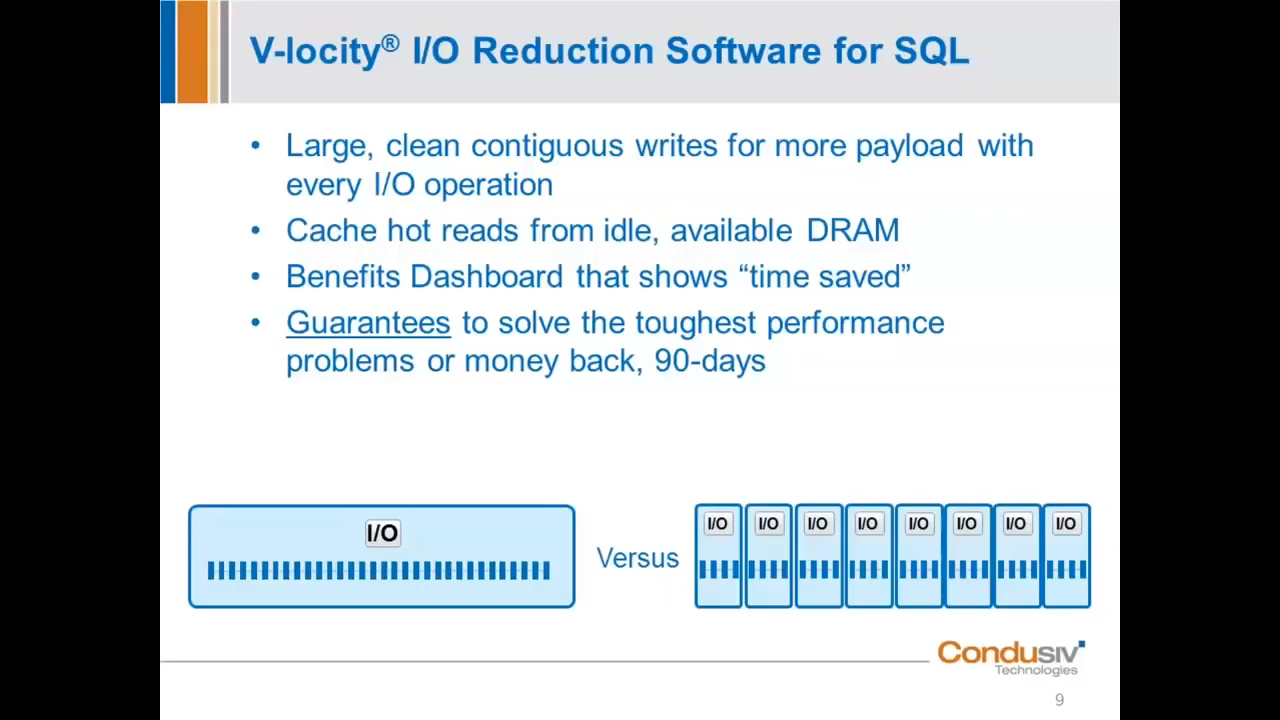 V-locity® I/O Reduction Software for SQL
• Large, clean contiguous writes for more payload with
every I/O operation
• Cache hot reads from idle, available DRAM
• Benefits Dashboard that shows “time saved”
• Guarantees to solve the toughest performance
problems or money back, 90-days
I/O
Versus
I/O I/O I/O I/O I/O I/O I/O I/O
Condusiv
Technologies
9